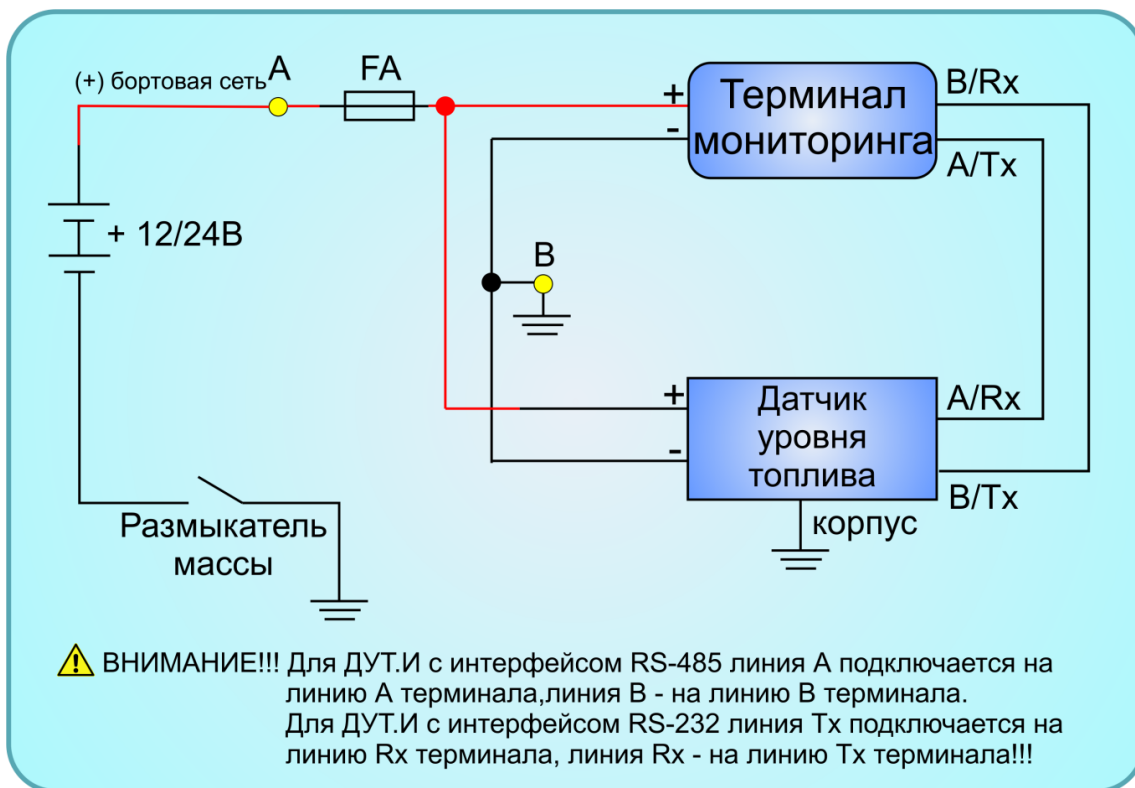 (+) бортовая сеть
A
FA
+
-
Терминал
мониторинга
B/Rx
A/Tx
+ 12/24В
B
+
-
Датчик
уровня
топлива
A/Rx
B/Tx
корпус
Размыкатель
массы
ВНИМАНИЕ!!! Для ДУТ.И с интерфейсом RS-485 линия А подключается на
линию А терминала,линия В - на линию В терминала.
Для ДУТ.И с интерфейсом RS-232 линия Tx подключается на
линию Rx терминала, линия Rx - на линию Tx терминала!!!